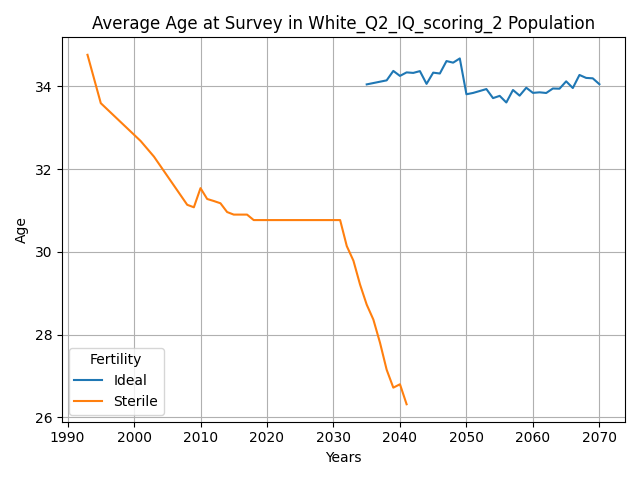 Average Age at Survey in White_Q2_IQ_scoring_2 Population
Age
34
32
30
28
26
Fertility
Ideal
Sterile
1990 2000 2010 2020 2030 2040 2050 2060 2070
Years